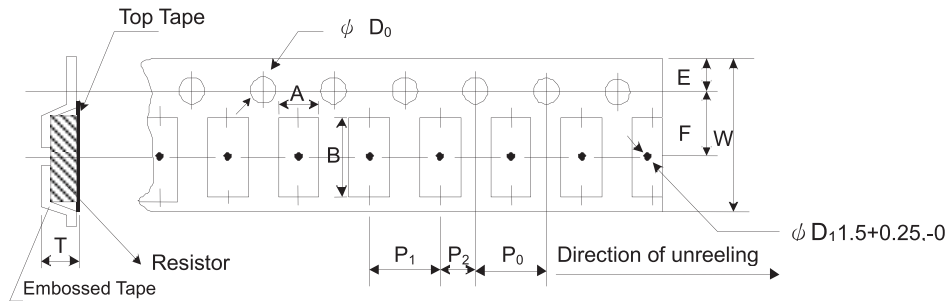 Top Tape
ϕ D0
A
E
F
W
B
ϕ D1 1.5+0.25,-0
T
Resistor
P1
P2
P0
Direction of unreeling
Embossed Tape